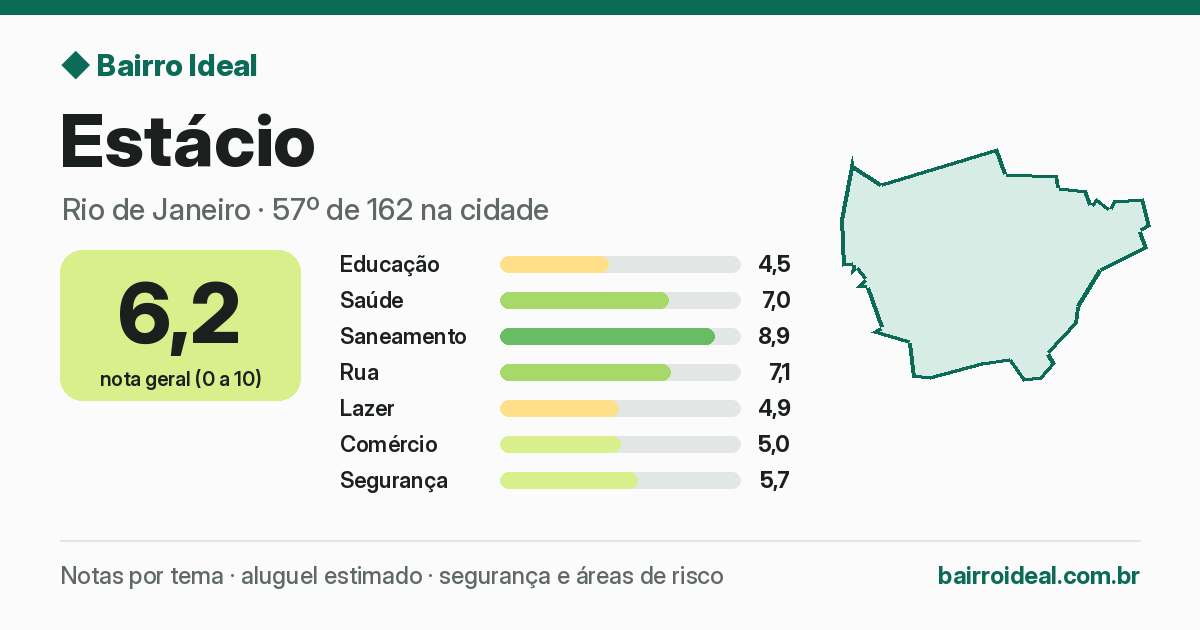 Bairro Ideal
Estácio
Rio de Janeiro · 57º de 162 na cidade
6,2
nota geral (0 a 10)
Educação 4,5
Saúde 7,0
Saneamento 8,9
Rua 7,1
Lazer 4,9
Comércio 5,0
Segurança 5,7
Notas por tema · aluguel estimado · segurança e áreas de risco
bairroideal.com.br